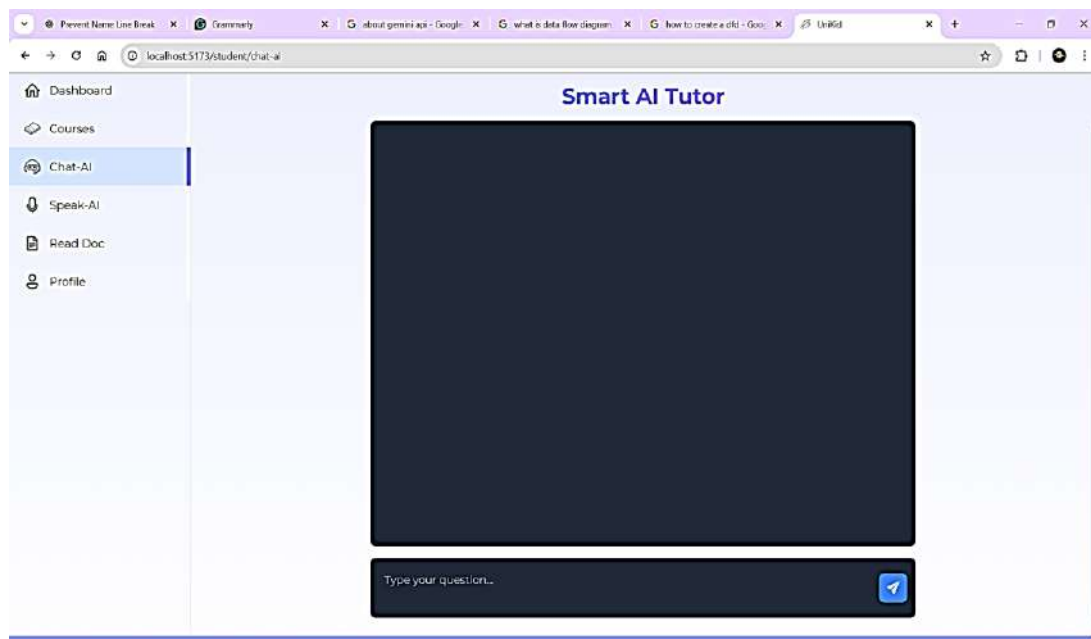 Prevent Name Line Break
Grammarly
about gemini api - Google
what is data flow diagram
how to create a dfd - Goog
localhost:5173/student/chat-ai
Dashboard
Courses
Chat-AI
Speak-AI
Read Doc
Profile
Smart AI Tutor
Type your question...